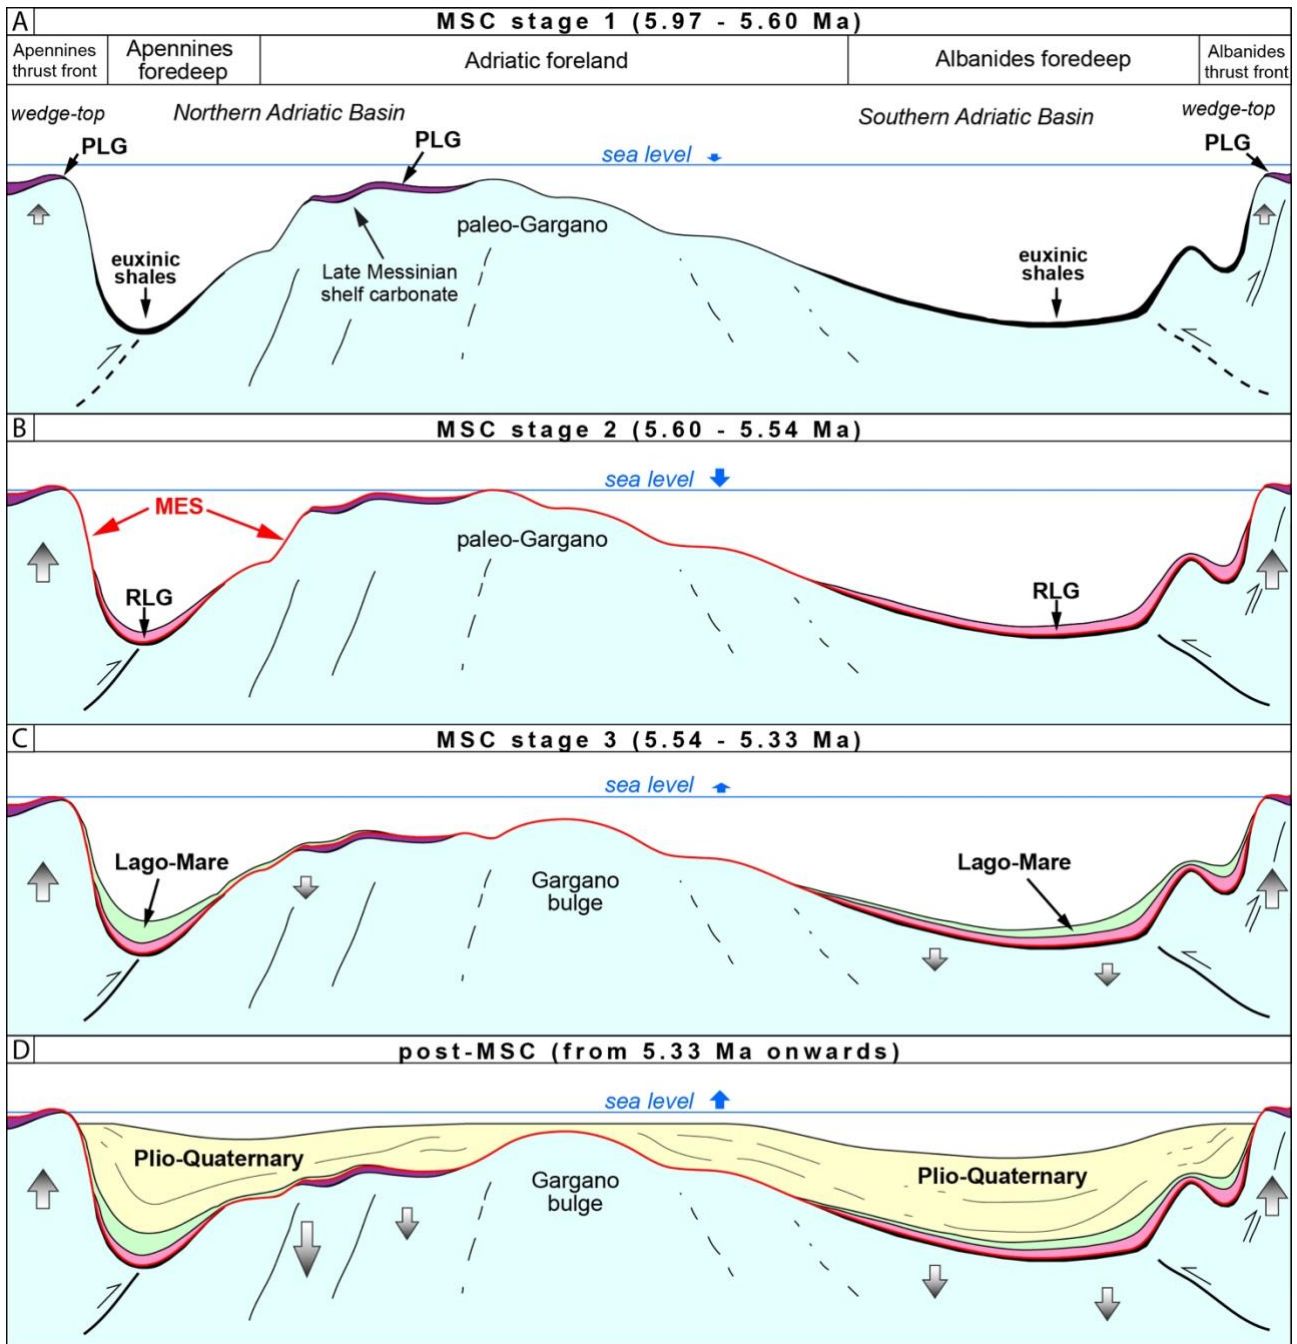 A
MSC stage 1 (5.97 - 5.60 Ma)
Apennines
thrust front
Apennines
foredeep
Adriatic foreland
Albanides foredeep
Albanides
thrust front
wedge-top
Northern Adriatic Basin
Southern Adriatic Basin
wedge-top
PLG
PLG
sea level
PLG
paleo-Gargano
euxinic
shales
Late Messinian
shelf carbonate
euxinic
shales
B
MSC stage 2 (5.60 - 5.54 Ma)
sea level
MES
paleo-Gargano
RLG
RLG
C
MSC stage 3 (5.54 - 5.33 Ma)
sea level
Lago-Mare
Gargano
bulge
Lago-Mare
D
post-MSC (from 5.33 Ma onwards)
sea level
Plio-Quaternary
Gargano
bulge
Plio-Quaternary